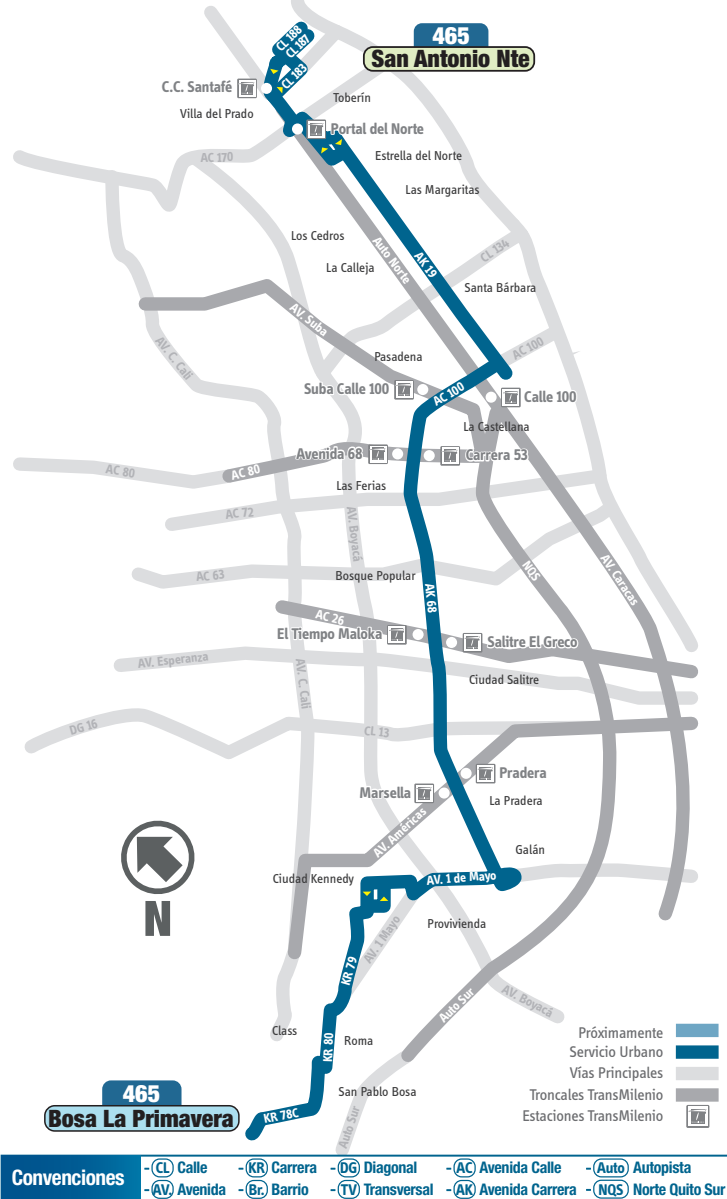 465
San Antonio Nte
CL 188
CL 187
CL 183
C.C. Santafé
Toberín
Villa del Prado
Portal del Norte
AC 170
Estrella del Norte
Las Margaritas
Los Cedros
Auto Norte
AK 19
CL 134
La Calleja
Santa Bárbara
AV. Suba
AV. C. Cali
Pasadena
AC 100
Suba Calle 100
AC 100
Calle 100
La Castellana
Avenida 68
Carrera 53
AC 80
AC 80
Las Ferias
AC 72
AV. Boyacá
Bosque Popular
AC 63
NQS
AV. Caracas
AK 68
AC 26
El Tiempo Maloka
Salitre El Greco
AV. Esperanza
AV. C. Cali
Ciudad Salitre
DG 16
CL 13
Pradera
Marsella
La Pradera
AV. Américas
Galán
Ciudad Kennedy
AV. 1 de Mayo
N
Provivienda
AV. 1 Mayo
KR 79
AV. Boyacá
Auto Sur
Class
KR 80
Roma
San Pablo Bosa
465
Bosa La Primavera
KR 78C
Auto Sur
Próximamente
Servicio Urbano
Vías Principales
Troncales TransMilenio
Estaciones TransMilenio
Convenciones
- CL Calle - KR Carrera - DG Diagonal - AC Avenida Calle - Auto Autopista
- AV. Avenida - Br. Barrio - TV Transversal - AK Avenida Carrera - NQS Norte Quito Sur